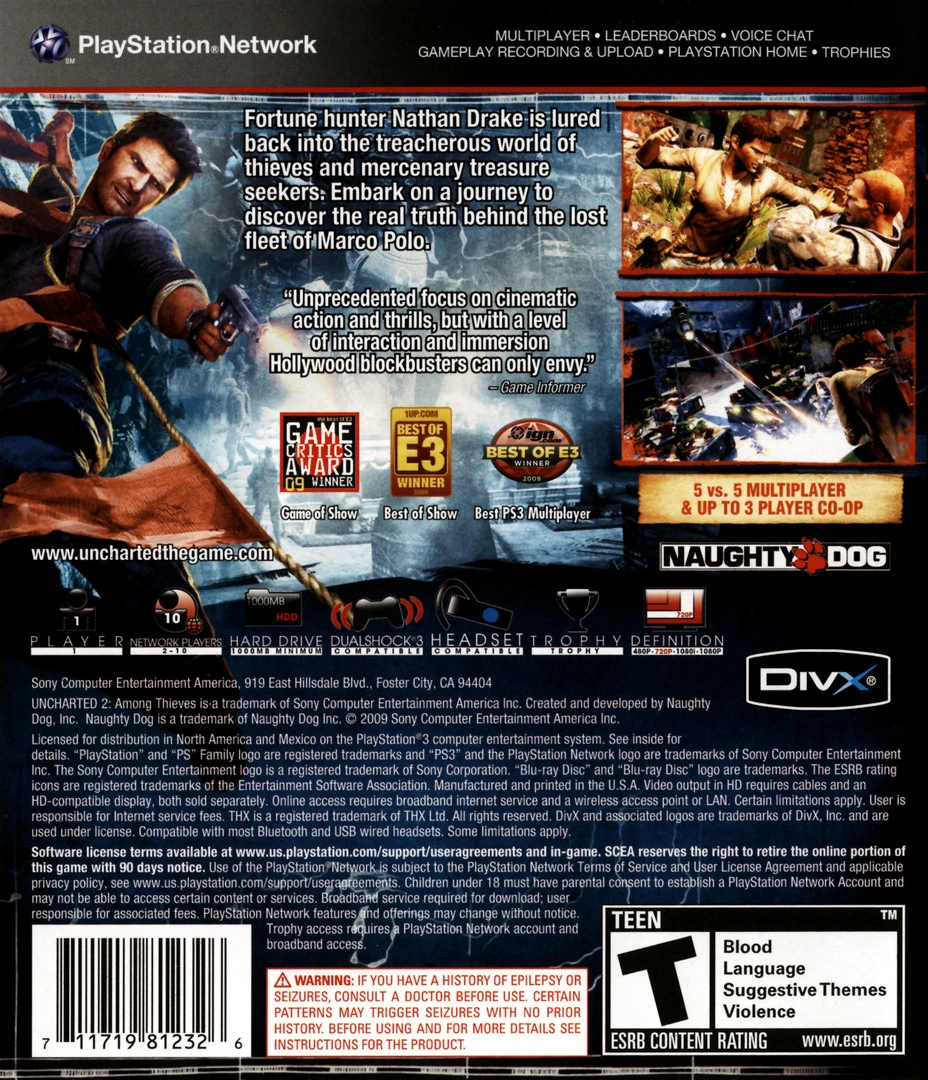 PlayStation®Network
SM
MULTIPLAYER • LEADERBOARDS • VOICE CHAT
GAMEPLAY RECORDING & UPLOAD • PLAYSTATION HOME • TROPHIES
Fortune hunter Nathan Drake is lured
back into the treacherous world of
thieves and mercenary treasure
seekers. Embark on a journey to
discover the real truth behind the lost
fleet of Marco Polo.
“Unprecedented focus on cinematic
action and thrills, but with a level
of interaction and immersion
Hollywood blockbusters can only envy.”
– Game Informer
the best of E3
GAME
CRITICS
AWARD
09 WINNER
Game of Show
1UP.COM
BEST OF
E3
WINNER
2009
Best of Show
ign.com
BEST OF E3
WINNER
2009
Best PS3 Multiplayer
5 vs. 5 MULTIPLAYER
& UP TO 3 PLAYER CO-OP
www.unchartedthegame.com
NAUGHTY DOG
1
PLAYER
1
10
NETWORK PLAYERS
2-10
1000MB
HDD
HARD DRIVE
1000MB MINIMUM
DUALSHOCK®3
COMPATIBLE
HEADSET
COMPATIBLE
TROPHY
TROPHY
720P
DEFINITION
480P-720P-1080i-1080P
DIVX®
Sony Computer Entertainment America, 919 East Hillsdale Blvd., Foster City, CA 94404
UNCHARTED 2: Among Thieves is a trademark of Sony Computer Entertainment America Inc. Created and developed by Naughty
Dog, Inc. Naughty Dog is a trademark of Naughty Dog Inc. © 2009 Sony Computer Entertainment America Inc.
Licensed for distribution in North America and Mexico on the PlayStation®3 computer entertainment system. See inside for
details. “PlayStation” and “PS” Family logo are registered trademarks and “PS3” and the PlayStation Network logo are trademarks of Sony Computer Entertainment
Inc. The Sony Computer Entertainment logo is a registered trademark of Sony Corporation. “Blu-ray Disc” and “Blu-ray Disc” logo are trademarks. The ESRB rating
icons are registered trademarks of the Entertainment Software Association. Manufactured and printed in the U.S.A. Video output in HD requires cables and an
HD-compatible display, both sold separately. Online access requires broadband internet service and a wireless access point or LAN. Certain limitations apply. User is
responsible for Internet service fees. THX is a registered trademark of THX Ltd. All rights reserved. DivX and associated logos are trademarks of DivX, Inc. and are
used under license. Compatible with most Bluetooth and USB wired headsets. Some limitations apply.
Software license terms available at www.us.playstation.com/support/useragreements and in-game. SCEA reserves the right to retire the online portion of
this game with 90 days notice. Use of the PlayStation®Network is subject to the PlayStation Network Terms of Service and User License Agreement and applicable
privacy policy, see www.us.playstation.com/support/useragreements. Children under 18 must have parental consent to establish a PlayStation Network Account and
may not be able to access certain content or services. Broadband service required for download; user
responsible for associated fees. PlayStation Network features and offerings may change without notice.
Trophy access requires a PlayStation Network account and
broadband access.
7 11719 81232 6
WARNING: IF YOU HAVE A HISTORY OF EPILEPSY OR
SEIZURES, CONSULT A DOCTOR BEFORE USE. CERTAIN
PATTERNS MAY TRIGGER SEIZURES WITH NO PRIOR
HISTORY. BEFORE USING AND FOR MORE DETAILS SEE
INSTRUCTIONS FOR THE PRODUCT.
TEEN ™
T
Blood
Language
Suggestive Themes
Violence
ESRB CONTENT RATING www.esrb.org